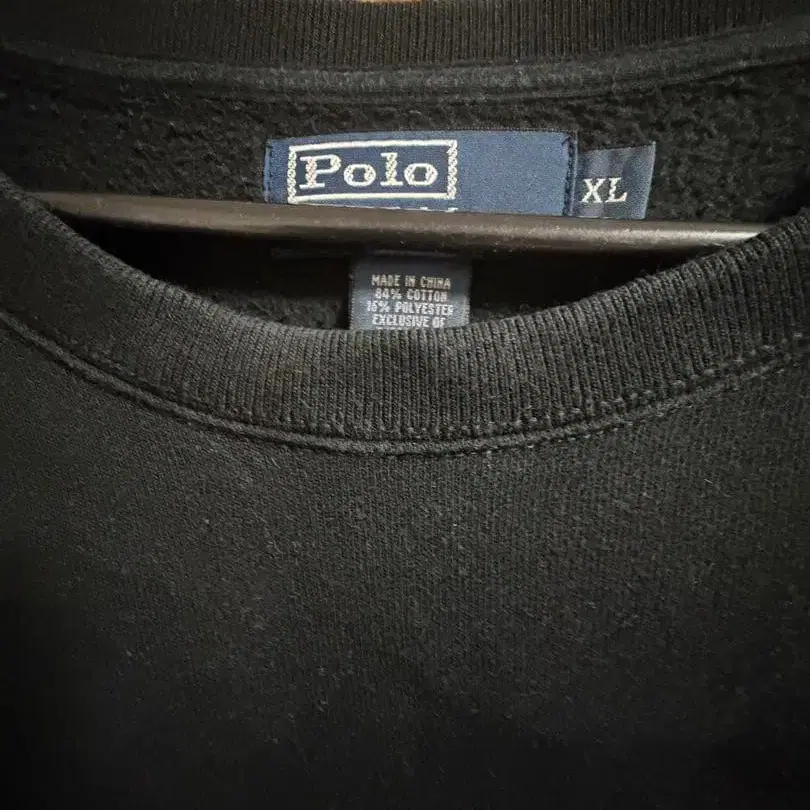 Polo
XL
MADE IN CHINA
84% COTTON
16% POLYESTER
EXCLUSIVE OF